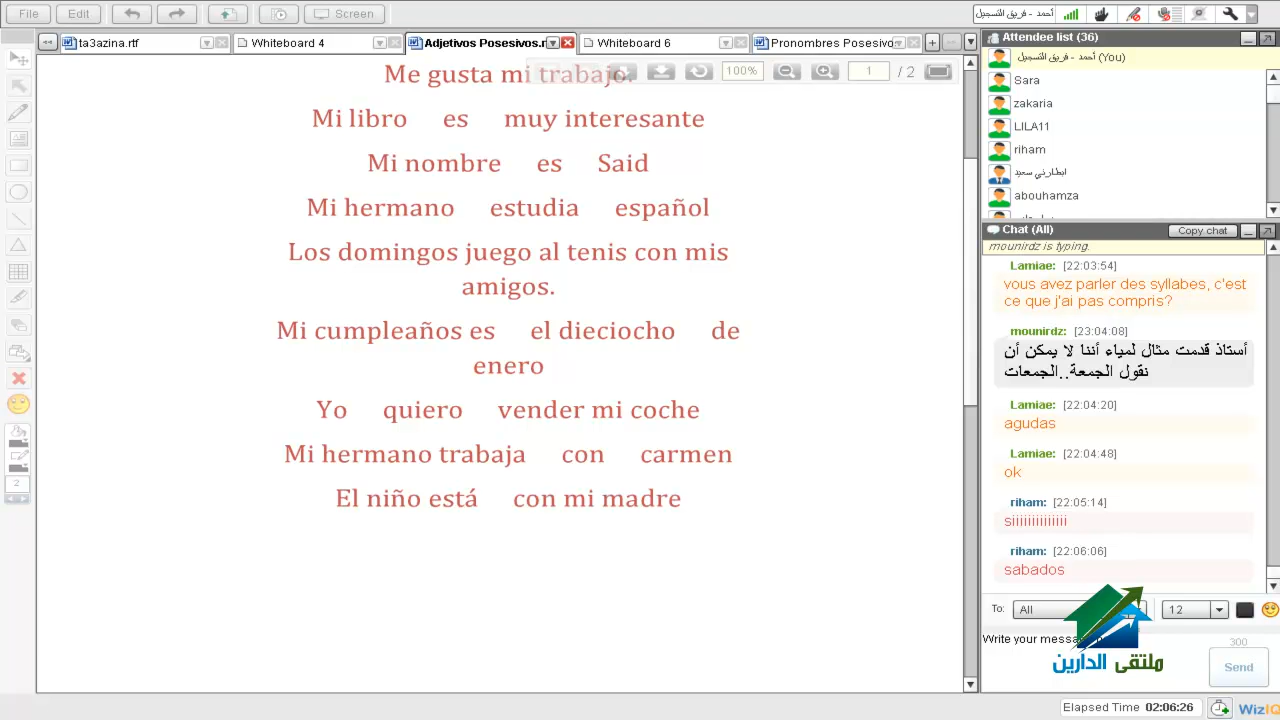 File
Edit
Screen
أحمد - فريق التسجيل
ta3azina.rtf
Whiteboard 4
Adjetivos Posesivos.r
Whiteboard 6
Pronombres Posesivo
100%
1
/ 2
Me gusta mi trabajo.
Mi libro es muy interesante
Mi nombre es Said
Mi hermano estudia español
Los domingos juego al tenis con mis
amigos.
Mi cumpleaños es el dieciocho de
enero
Yo quiero vender mi coche
Mi hermano trabaja con carmen
El niño está con mi madre
2
Attendee list (36)
أحمد - فريق التسجيل (You)
Sara
zakaria
LILA11
riham
ابطارني سعيد
abouhamza
Chat (All)
Copy chat
mounirdz is typing.
Lamiae: [22:03:54]
vous avez parler des syllabes, c'est
ce que j'ai pas compris?
mounirdz: [23:04:08]
أستاذ قدمت مثال لمياء أننا لا يمكن أن
نقول الجمعة..الجمعات
Lamiae: [22:04:20]
agudas
Lamiae: [22:04:48]
ok
riham: [22:05:14]
siiiiiiiiiiiii
riham: [22:06:06]
sabados
To:
All
12
Write your messa
300
Send
ملتقى الدارين
Elapsed Time 02:06:26
WizIQ